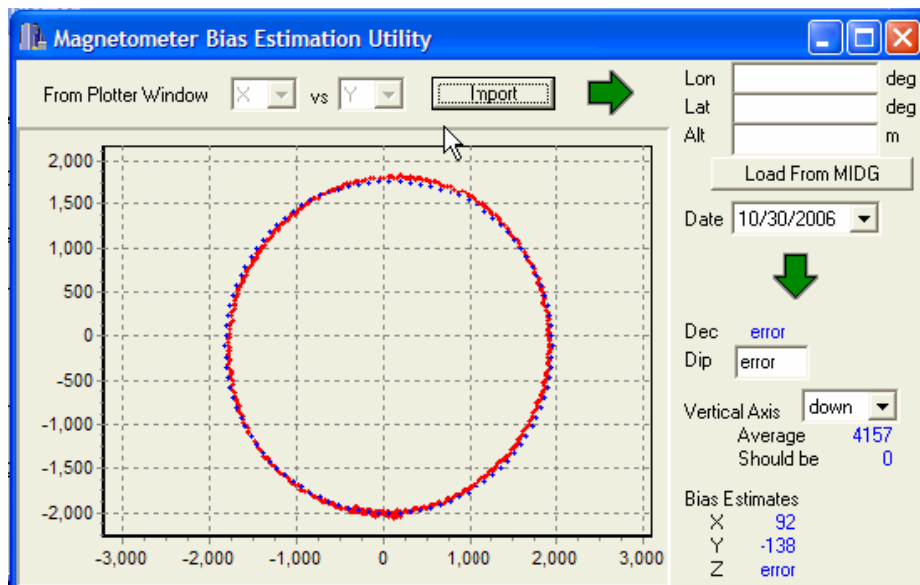 Magnetometer Bias Estimation Utility
From Plotter Window X vs Y Import
Lon deg
Lat deg
Alt m
Load From MIDG
Date 10/30/2006
2,000
1,500
1,000
500
0
-500
-1,000
-1,500
-2,000
-3,000 -2,000 -1,000 0 1,000 2,000 3,000
Dec error
Dip error
Vertical Axis down
Average 4157
Should be 0
Bias Estimates
X 92
Y -138
Z error